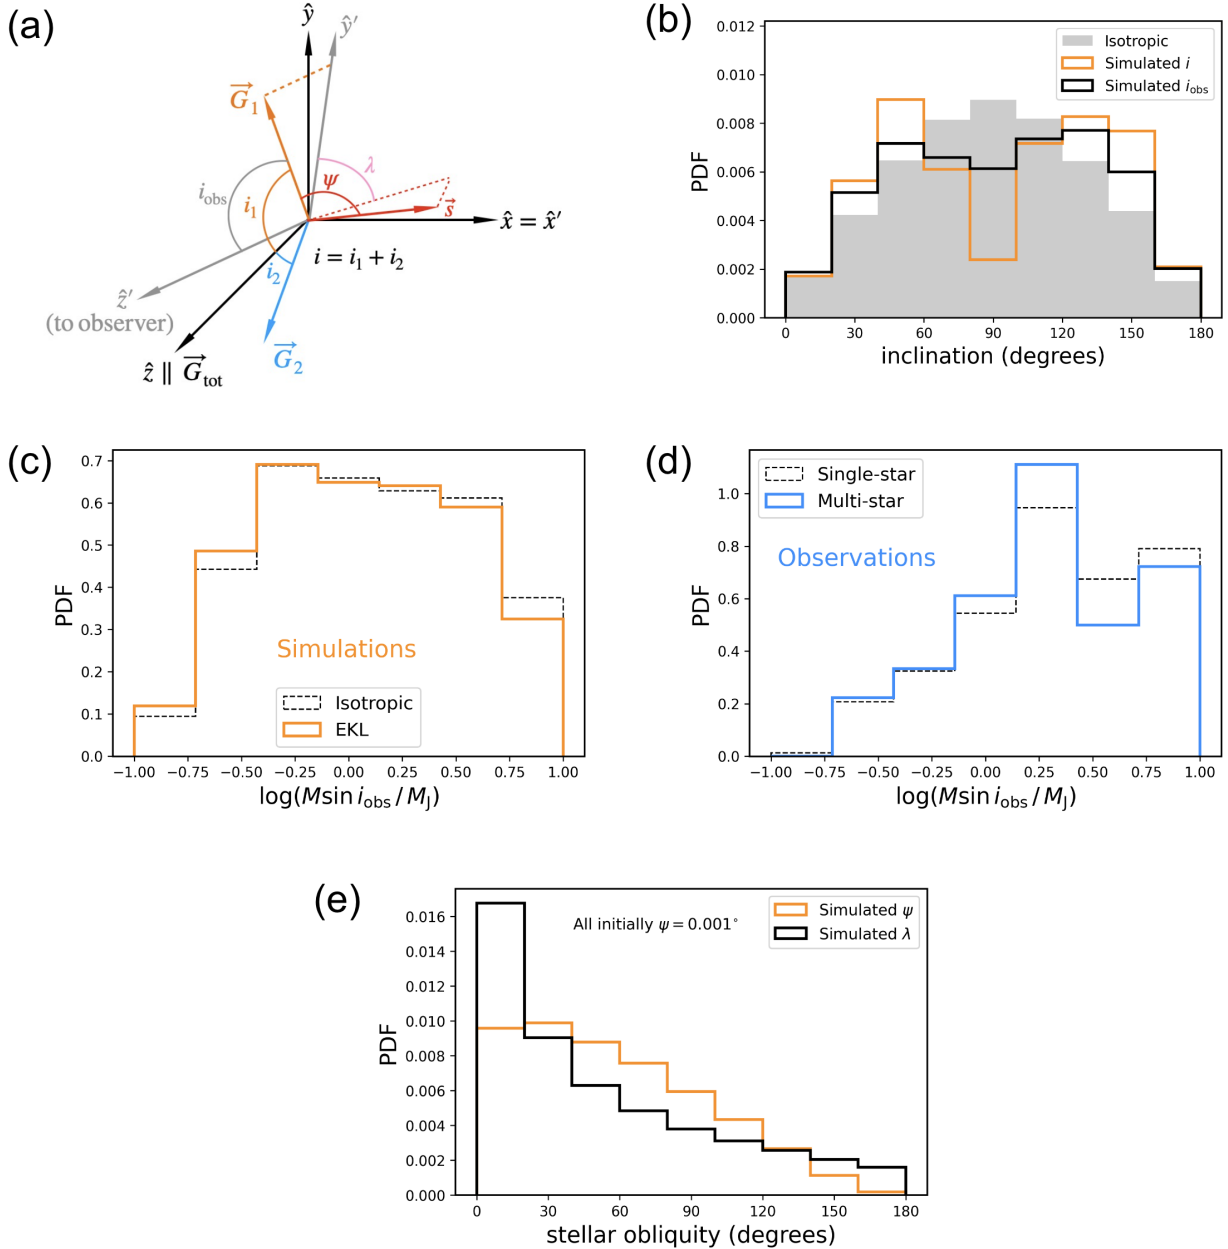 (a)
ŷ
ŷ′
G⃗₁
λ
i_obs
i₁
ψ
s⃗
x̂ = x̂′
i₂
i = i₁ + i₂
ẑ′
(to observer)
G⃗₂
ẑ ∥ G⃗_tot
(b)
0.012
0.010
0.008
0.006
0.004
0.002
0.000
PDF
Isotropic
Simulated i
Simulated i_obs
0 30 60 90 120 150 180
inclination (degrees)
(c)
0.7
0.6
0.5
0.4
0.3
0.2
0.1
0.0
PDF
Simulations
Isotropic
EKL
−1.00 −0.75 −0.50 −0.25 0.00 0.25 0.50 0.75 1.00
log(M sin i_obs / M_J)
(d)
1.0
0.8
0.6
0.4
0.2
0.0
PDF
Single-star
Multi-star
Observations
−1.00 −0.75 −0.50 −0.25 0.00 0.25 0.50 0.75 1.00
log(M sin i_obs / M_J)
(e)
0.016
0.014
0.012
0.010
0.008
0.006
0.004
0.002
0.000
PDF
All initially ψ = 0.001°
Simulated ψ
Simulated λ
0 30 60 90 120 150 180
stellar obliquity (degrees)